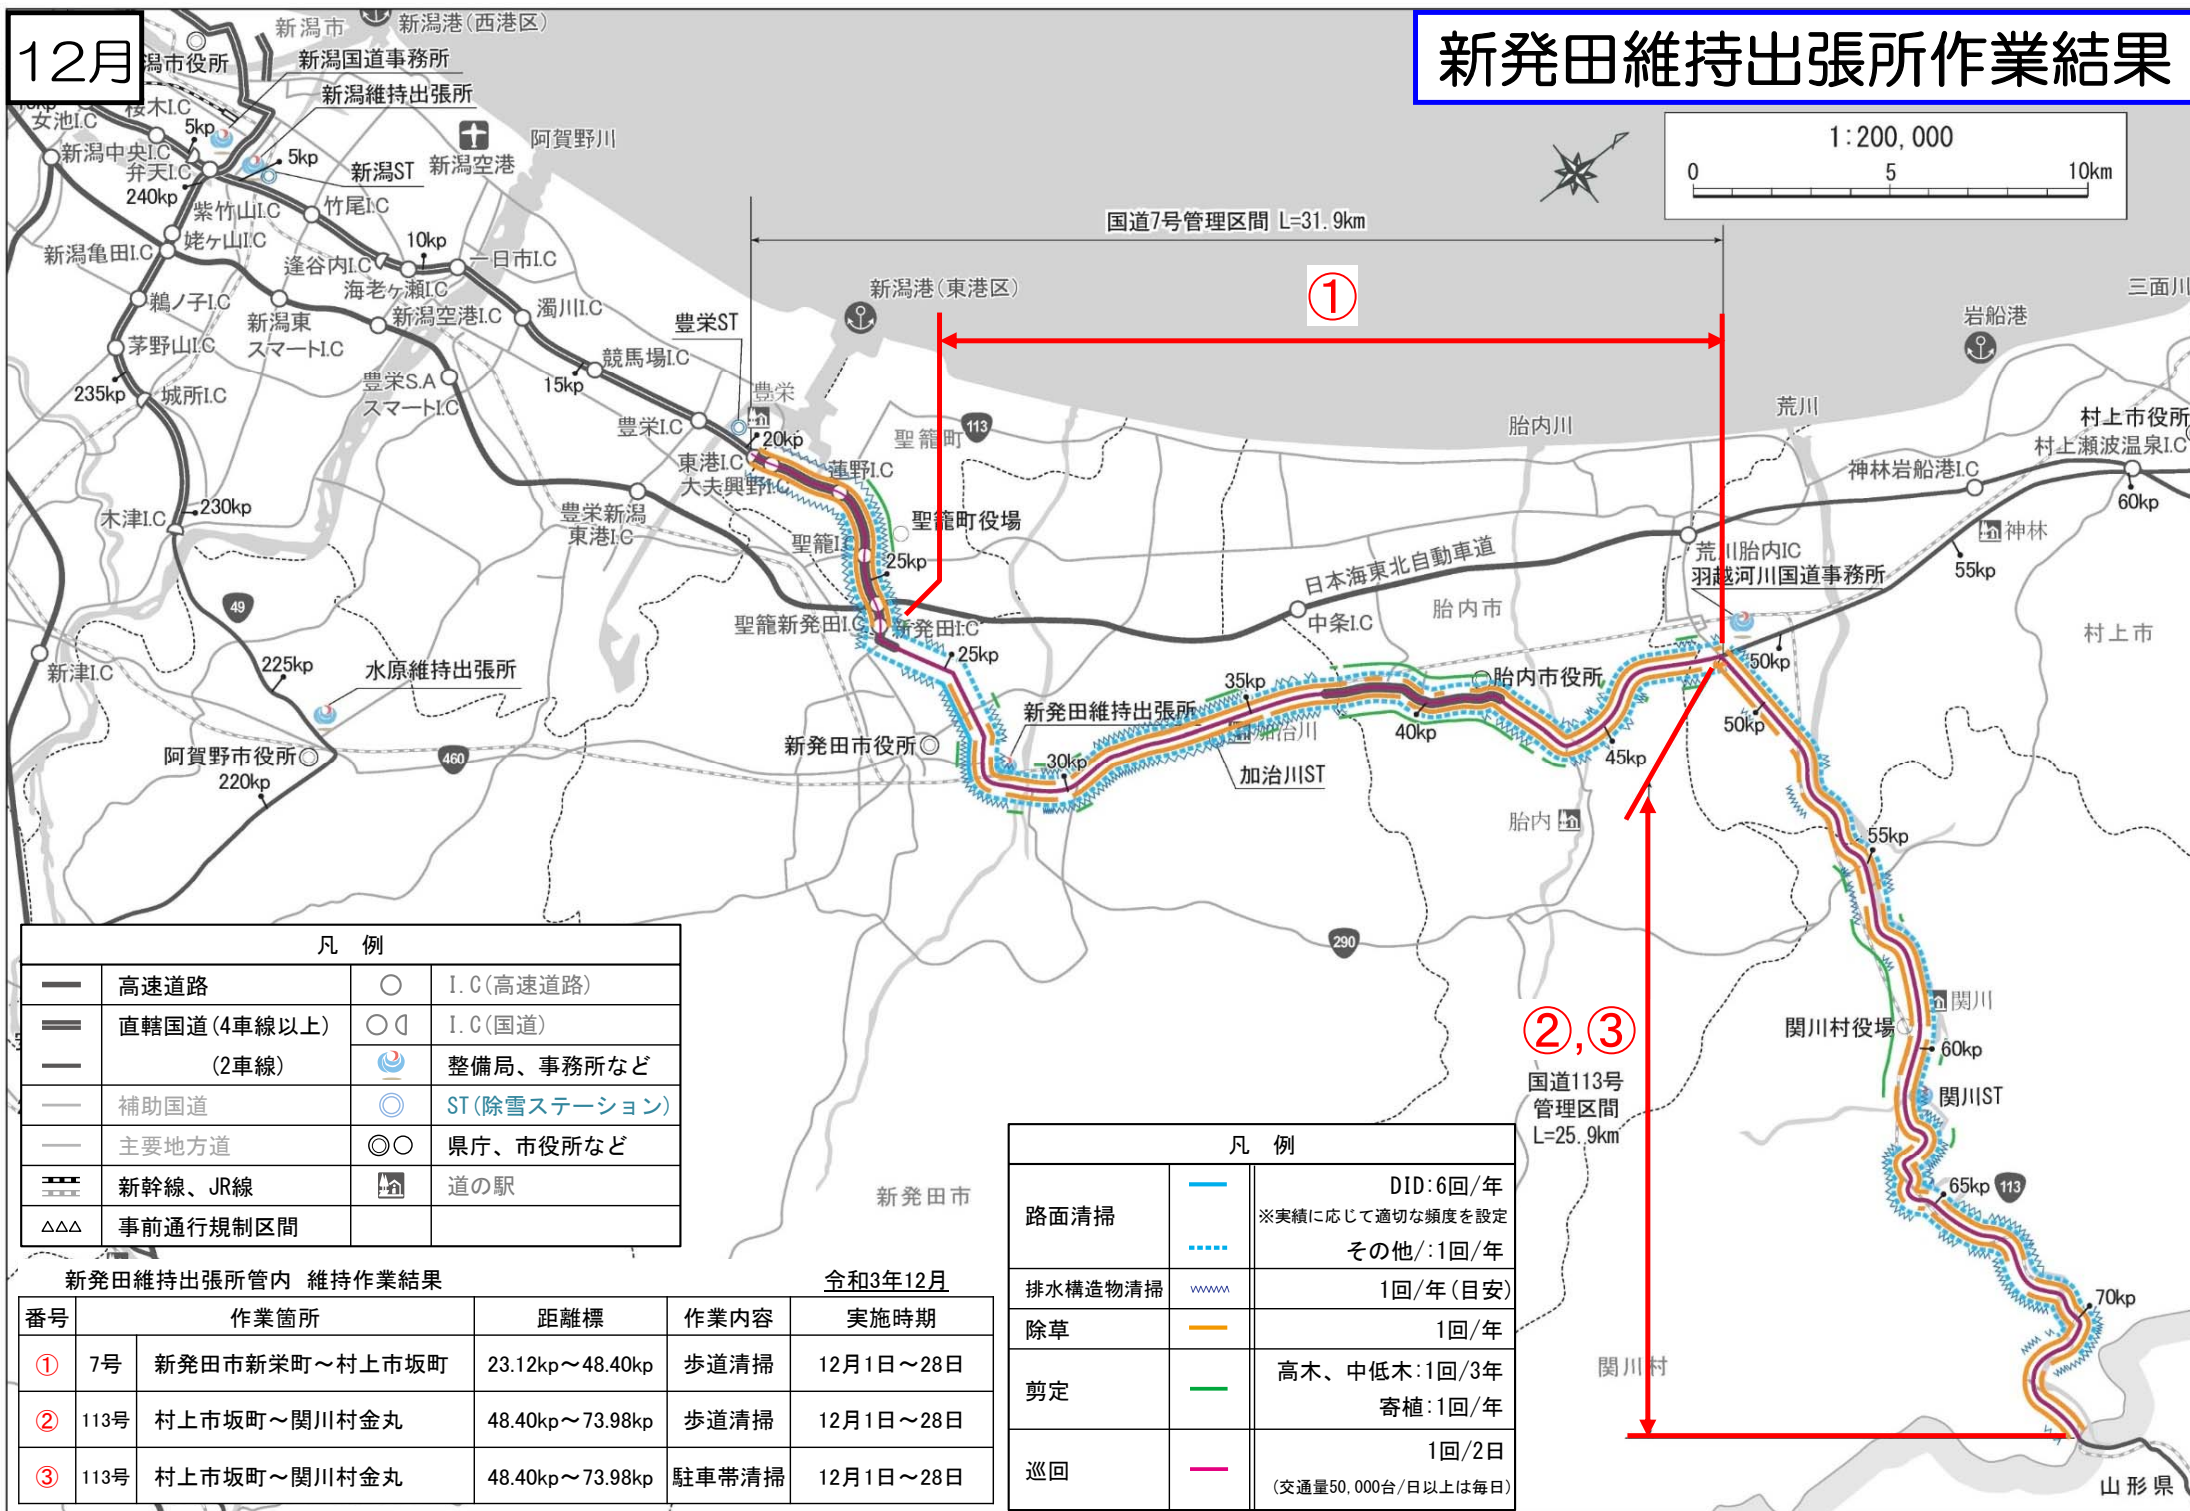 12月
新発田維持出張所作業結果
1:200,000
0 5 10km
新潟市
新潟港(西港区)
潟市役所
新潟国道事務所
新潟維持出張所
桜木I.C
女池I.C
5kp
新潟中央I.C
弁天I.C
240kp
5kp
新潟ST
新潟空港
阿賀野川
紫竹山I.C
竹尾I.C
姥ヶ山I.C
新潟亀田I.C
10kp
逢谷内I.C
一日市I.C
海老ヶ瀬I.C
鵜ノ子I.C
新潟東
スマートI.C
新潟空港I.C
濁川I.C
茅野山I.C
235kp
城所I.C
豊栄S.A
スマートI.C
15kp
競馬場I.C
豊栄ST
豊栄
豊栄I.C
20kp
東港I.C
大夫興野I.C
蓮野I.C
新潟港(東港区)
国道7号管理区間 L=31.9km
①
聖籠町
113
胎内川
荒川
岩船港
三面川
村上市役所
村上瀬波温泉I.C
神林岩船港I.C
60kp
神林
55kp
木津I.C
230kp
豊栄新潟
東港I.C
聖籠町役場
25kp
49
聖籠新発田I.C
新発田I.C
25kp
日本海東北自動車道
中条I.C
胎内市
荒川胎内IC
羽越河川国道事務所
村上市
新津I.C
225kp
水原維持出張所
阿賀野市役所
220kp
460
新発田市役所
新発田維持出張所
30kp
35kp
加治川
加治川ST
40kp
胎内市役所
45kp
50kp
50kp
胎内
55kp
290
②,③
国道113号
管理区間
L=25.9km
関川
関川村役場
60kp
関川ST
65kp
113
70kp
新発田市
関川村
山形県
凡 例
高速道路 I.C(高速道路)
直轄国道(4車線以上) I.C(国道)
(2車線) 整備局、事務所など
補助国道 ST(除雪ステーション)
主要地方道 県庁、市役所など
新幹線、JR線 道の駅
事前通行規制区間
凡 例
路面清掃 DID:6回/年
※実績に応じて適切な頻度を設定
その他/:1回/年
排水構造物清掃 1回/年(目安)
除草 1回/年
剪定 高木、中低木:1回/3年
寄植:1回/年
巡回 1回/2日
(交通量50,000台/日以上は毎日)
新発田維持出張所管内 維持作業結果 令和3年12月
番号 作業箇所 距離標 作業内容 実施時期
① 7号 新発田市新栄町～村上市坂町 23.12kp～48.40kp 歩道清掃 12月1日～28日
② 113号 村上市坂町～関川村金丸 48.40kp～73.98kp 歩道清掃 12月1日～28日
③ 113号 村上市坂町～関川村金丸 48.40kp～73.98kp 駐車帯清掃 12月1日～28日